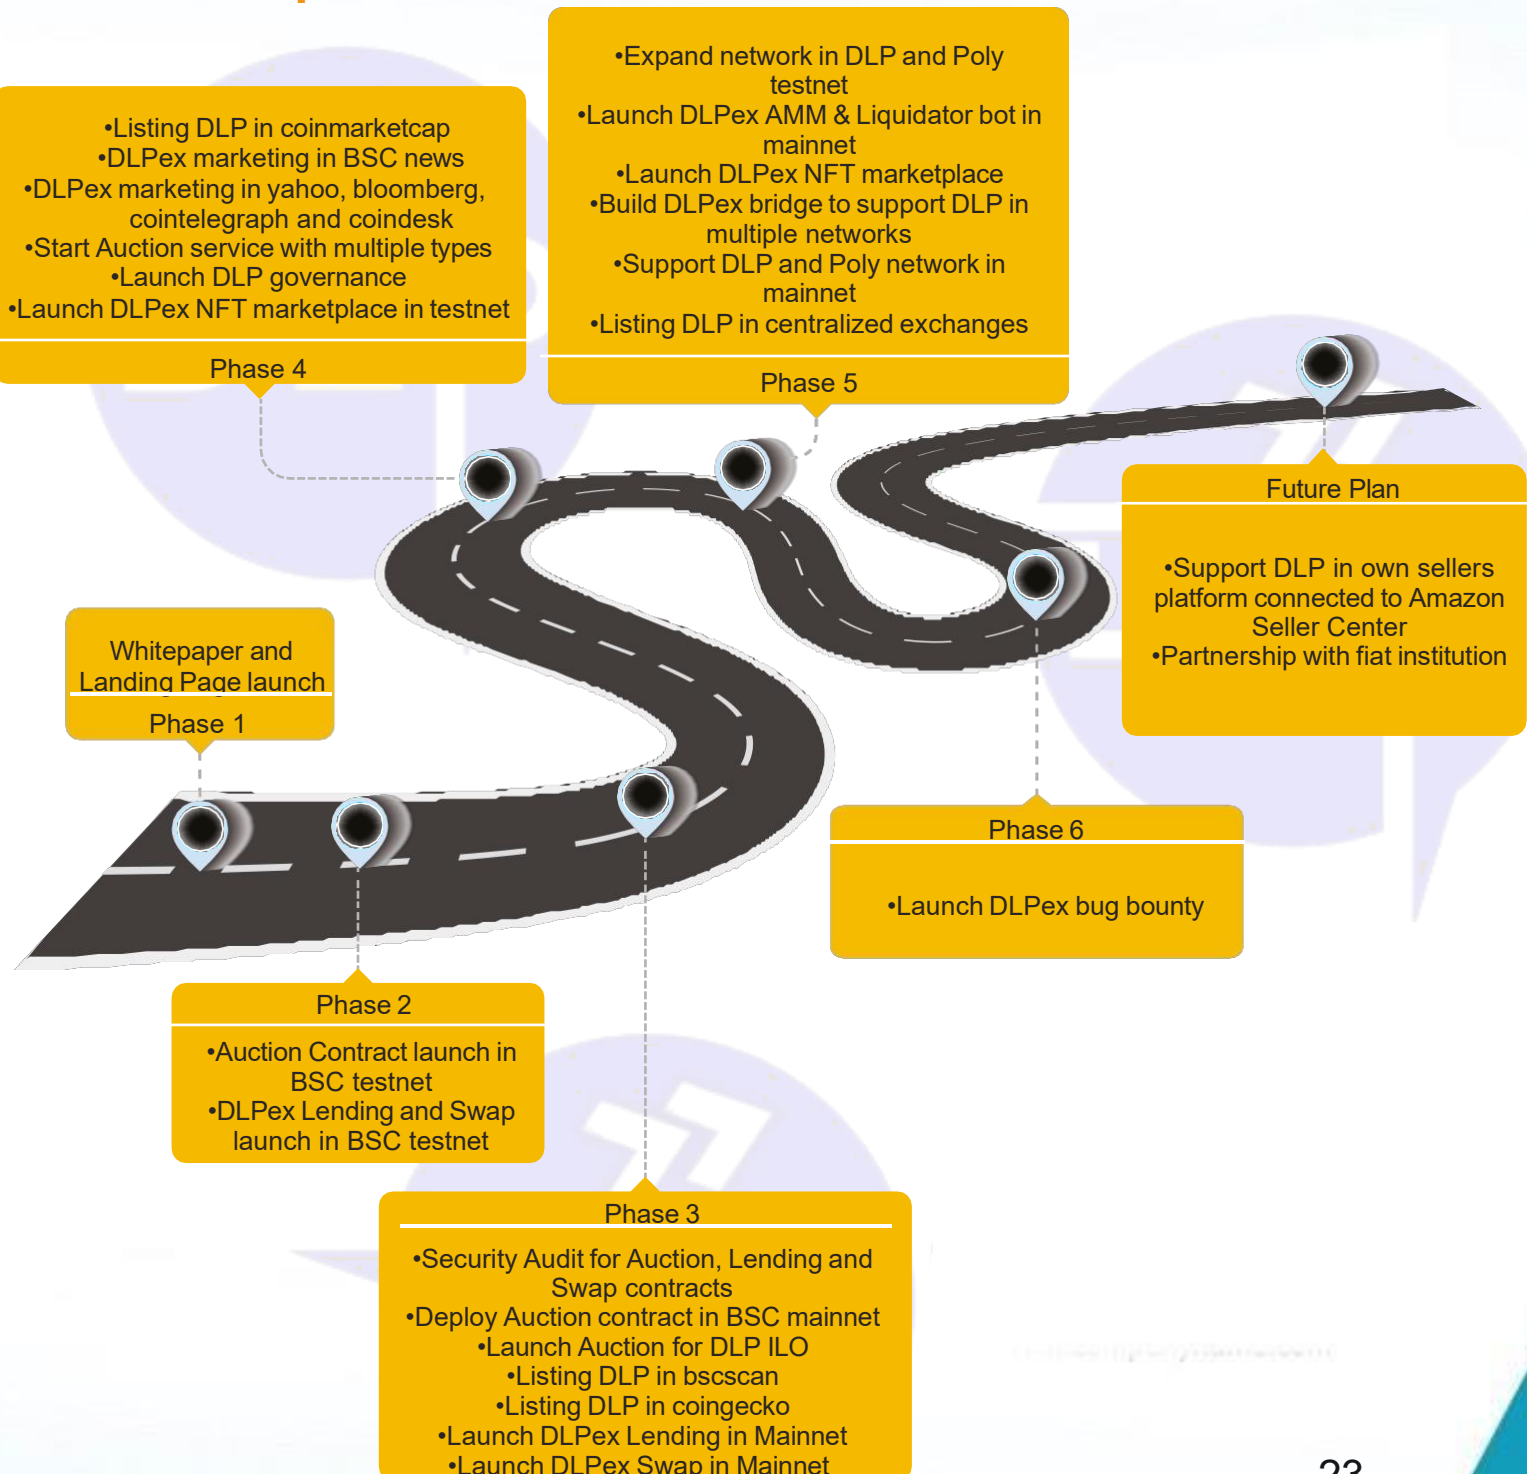 •Expand network in DLP and Poly
testnet
•Launch DLPex AMM & Liquidator bot in
mainnet
•Launch DLPex NFT marketplace
•Build DLPex bridge to support DLP in
multiple networks
•Support DLP and Poly network in
mainnet
•Listing DLP in centralized exchanges
Phase 5
•Listing DLP in coinmarketcap
•DLPex marketing in BSC news
•DLPex marketing in yahoo, bloomberg,
cointelegraph and coindesk
•Start Auction service with multiple types
•Launch DLP governance
•Launch DLPex NFT marketplace in testnet
Phase 4
Future Plan
•Support DLP in own sellers
platform connected to Amazon
Seller Center
•Partnership with fiat institution
Whitepaper and
Landing Page launch
Phase 1
Phase 6
•Launch DLPex bug bounty
Phase 2
•Auction Contract launch in
BSC testnet
•DLPex Lending and Swap
launch in BSC testnet
Phase 3
•Security Audit for Auction, Lending and
Swap contracts
•Deploy Auction contract in BSC mainnet
•Launch Auction for DLP ILO
•Listing DLP in bscscan
•Listing DLP in coingecko
•Launch DLPex Lending in Mainnet
•Launch DLPex Swap in Mainnet
23